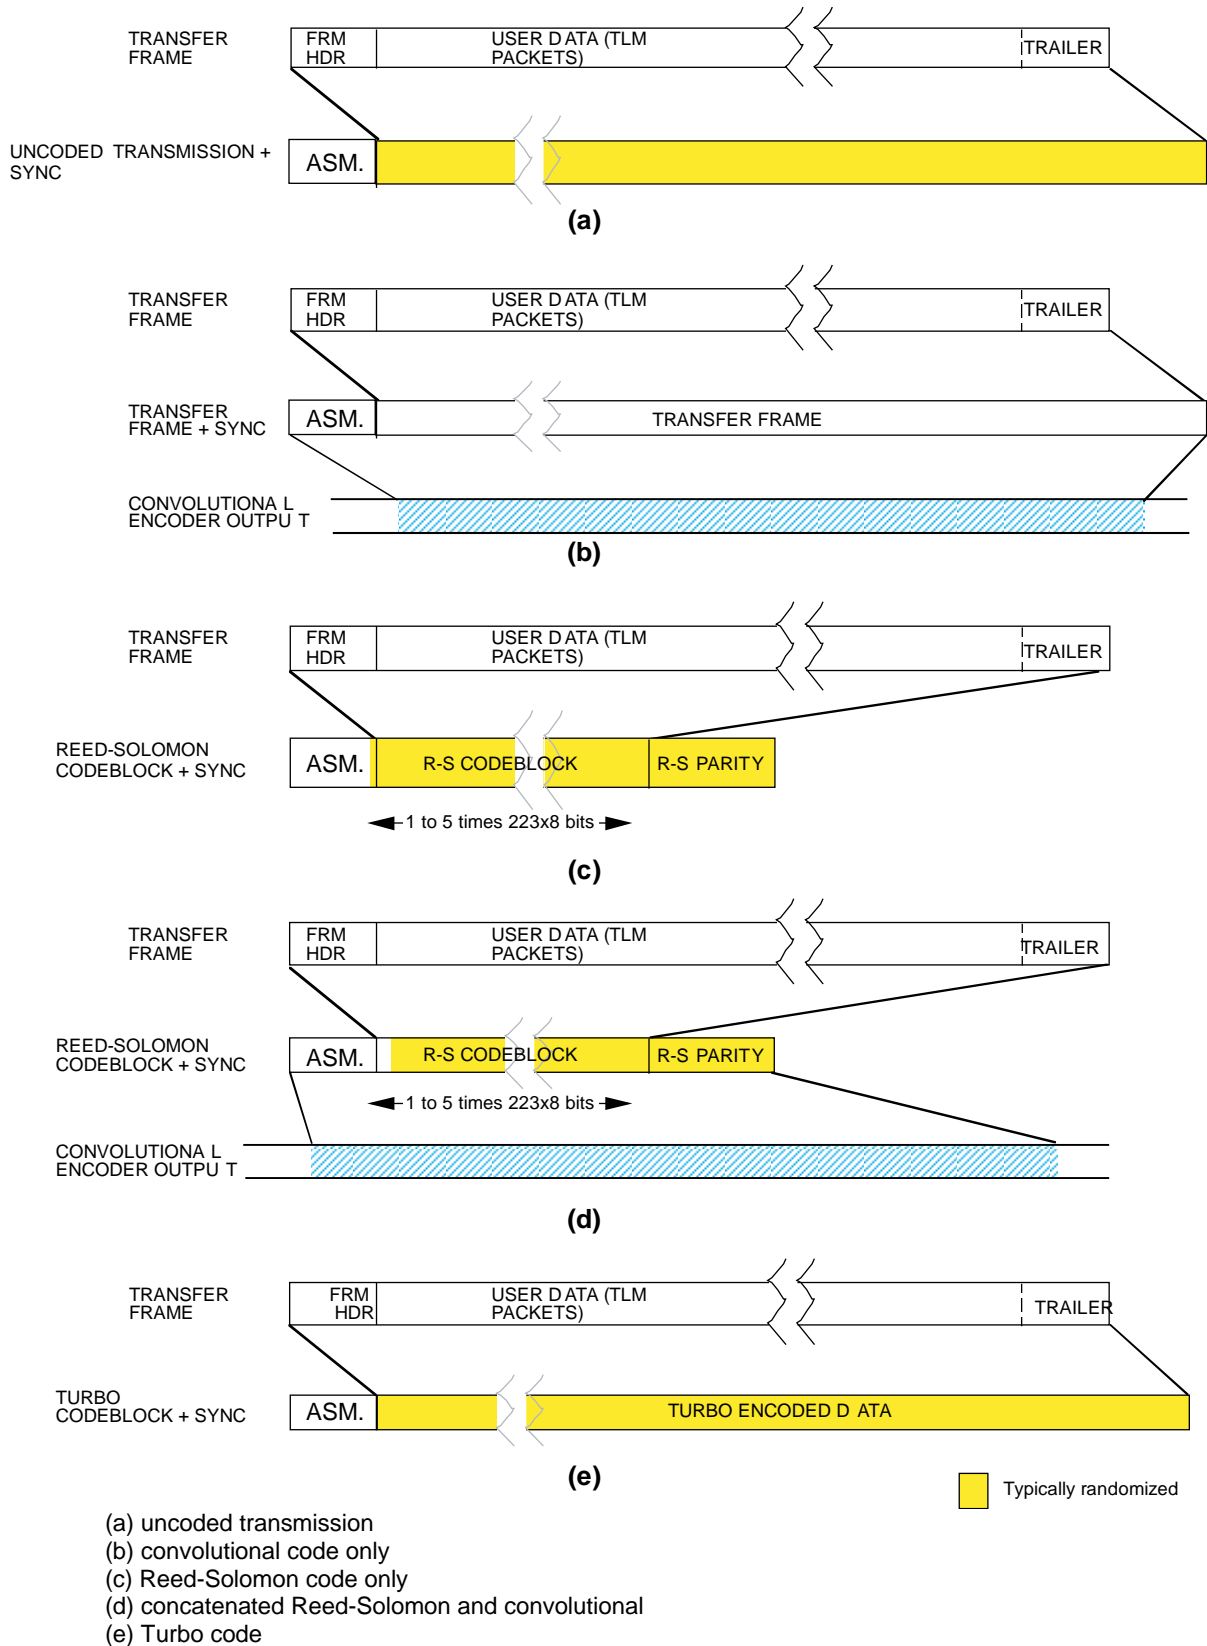 TRANSFER
FRAME
FRM
HDR
USER D ATA (TLM
PACKETS)
TRAILER
UNCODED TRANSMISSION +
SYNC
ASM.
(a)
TRANSFER
FRAME
FRM
HDR
USER D ATA (TLM
PACKETS)
TRAILER
TRANSFER
FRAME + SYNC
ASM.
TRANSFER FRAME
CONVOLUTIONA L
ENCODER OUTPU T
(b)
TRANSFER
FRAME
FRM
HDR
USER D ATA (TLM
PACKETS)
TRAILER
REED-SOLOMON
CODEBLOCK + SYNC
ASM.
R-S CODEBLOCK
R-S PARITY
1 to 5 times 223x8 bits
(c)
TRANSFER
FRAME
FRM
HDR
USER D ATA (TLM
PACKETS)
TRAILER
REED-SOLOMON
CODEBLOCK + SYNC
ASM.
R-S CODEBLOCK
R-S PARITY
1 to 5 times 223x8 bits
CONVOLUTIONA L
ENCODER OUTPU T
(d)
TRANSFER
FRAME
FRM
HDR
USER D ATA (TLM
PACKETS)
TRAILER
TURBO
CODEBLOCK + SYNC
ASM.
TURBO ENCODED D ATA
(e)
Typically randomized
(a) uncoded transmission
(b) convolutional code only
(c) Reed-Solomon code only
(d) concatenated Reed-Solomon and convolutional
(e) Turbo code